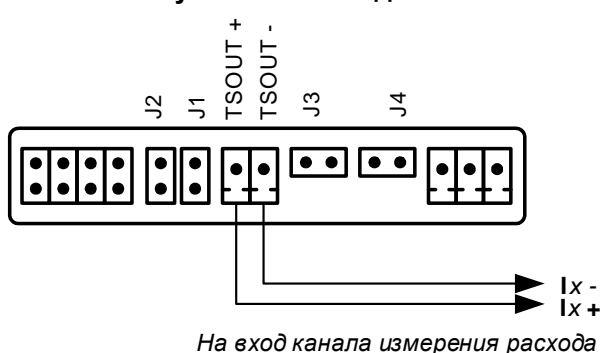 J2
J1
TSOUT +
TSOUT -
J3
J4
Ix -
Ix +
На вход канала измерения расхода